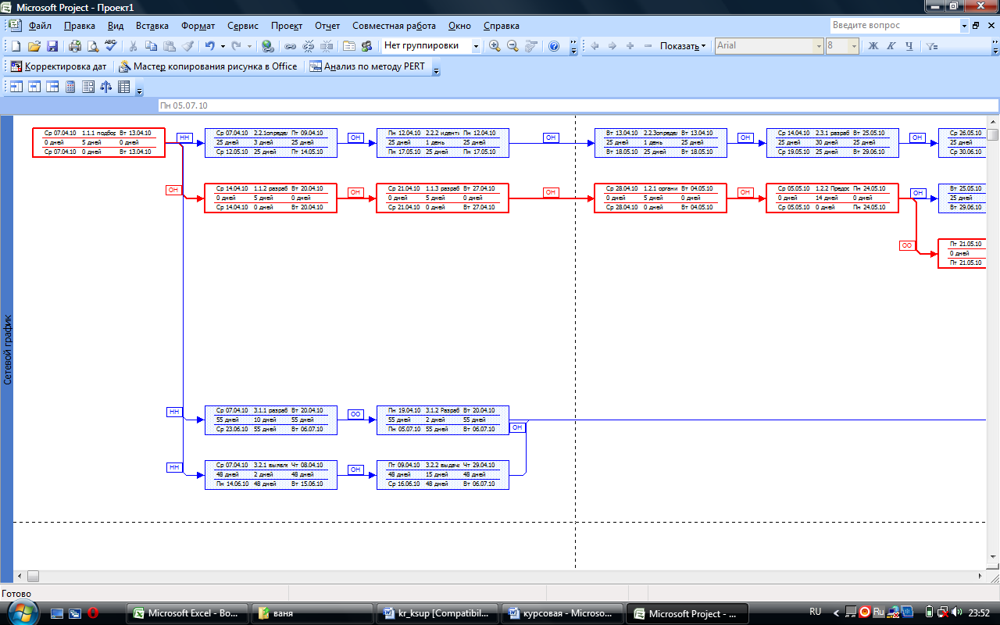 Microsoft Project - Проект1
Файл Правка Вид Вставка Формат Сервис Проект Отчет Совместная работа Окно Справка Введите вопрос
Нет группировки Показать Arial 8 Ж К Ч
Корректировка дат Мастер копирования рисунка в Office Анализ по методу PERT
Пн 05.07.10
Ср 07.04.10 1.1.1 подбор Вт 13.04.10
0 дней 5 дней 0 дней
Ср 07.04.10 0 дней Вт 13.04.10
НН
Ср 07.04.10 2.2.1опреде Пт 09.04.10
25 дней 3 дней 25 дней
Ср 12.05.10 25 дней Пт 14.05.10
ОН
Пн 12.04.10 2.2.2 иденти Пн 12.04.10
25 дней 1 день 25 дней
Пн 17.05.10 25 дней Пн 17.05.10
ОН
Вт 13.04.10 2.2.3опреде Вт 13.04.10
25 дней 1 день 25 дней
Вт 18.05.10 25 дней Вт 18.05.10
ОН
Ср 14.04.10 2.3.1 разраб Вт 25.05.10
25 дней 30 дней 25 дней
Ср 19.05.10 25 дней Вт 29.06.10
ОН
Ср 26.05.10
25 дней
Ср 30.06.10
ОН
Ср 14.04.10 1.1.2 разраб Вт 20.04.10
0 дней 5 дней 0 дней
Ср 14.04.10 0 дней Вт 20.04.10
ОН
Ср 21.04.10 1.1.3 разраб Вт 27.04.10
0 дней 5 дней 0 дней
Ср 21.04.10 0 дней Вт 27.04.10
ОН
Ср 28.04.10 1.2.1 органи Вт 04.05.10
0 дней 5 дней 0 дней
Ср 28.04.10 0 дней Вт 04.05.10
ОН
Ср 05.05.10 1.2.2 Предос Пн 24.05.10
0 дней 14 дней 0 дней
Ср 05.05.10 0 дней Пн 24.05.10
ОН
Вт 25.05.10
25 дней
Вт 29.06.10
ОО
Пт 21.05.10
0 дней
Пт 21.05.10
Сетевой график
НН
Ср 07.04.10 3.1.1 разраб Вт 20.04.10
55 дней 10 дней 55 дней
Ср 23.06.10 55 дней Вт 06.07.10
ОО
Пн 19.04.10 3.1.2 Разраб Вт 20.04.10
55 дней 2 дней 55 дней
Пн 05.07.10 55 дней Вт 06.07.10
ОН
НН
Ср 07.04.10 3.2.1 выявле Чт 08.04.10
48 дней 2 дней 48 дней
Пн 14.06.10 48 дней Вт 15.06.10
ОН
Пт 09.04.10 3.2.2 выдача Чт 29.04.10
48 дней 15 дней 48 дней
Ср 16.06.10 48 дней Вт 06.07.10
Готово
Microsoft Excel - Во... ваня kr_ksup [Compatibil... курсовая - Microso... Microsoft Project - ... RU Ru 23:52